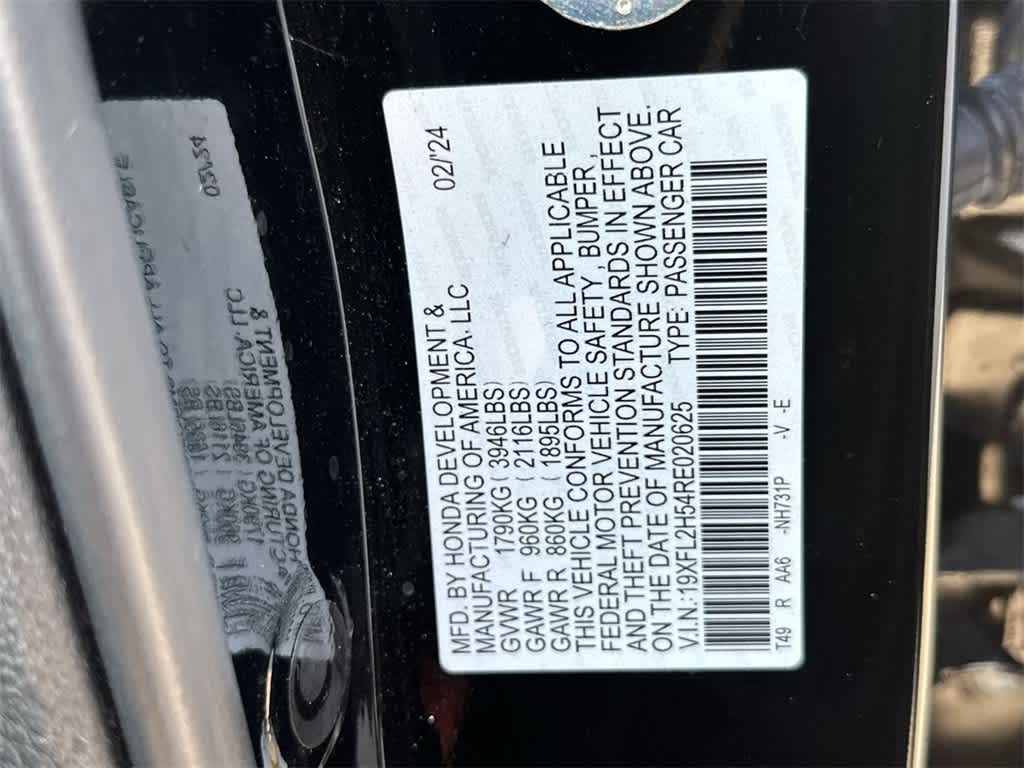 MFD. BY HONDA DEVELOPMENT & 02/'24
MANUFACTURING OF AMERICA. LLC
GWWR 1790KG ( 3946LBS)
GAWR F 960KG ( 2116LBS)
GAWR R 860KG ( 1895LBS)
THIS VEHICLE CONFORMS TO ALL APPLICABLE
FEDERAL MOTOR VEHICLE SAFETY, BUMPER,
AND THEFT PREVENTION STANDARDS IN EFFECT
ON THE DATE OF MANUFACTURE SHOWN ABOVE.
V.I.N.:19XFL2H54RE020625 TYPE: PASSENGER CAR
T49 R A A6 -NH731P -V -E